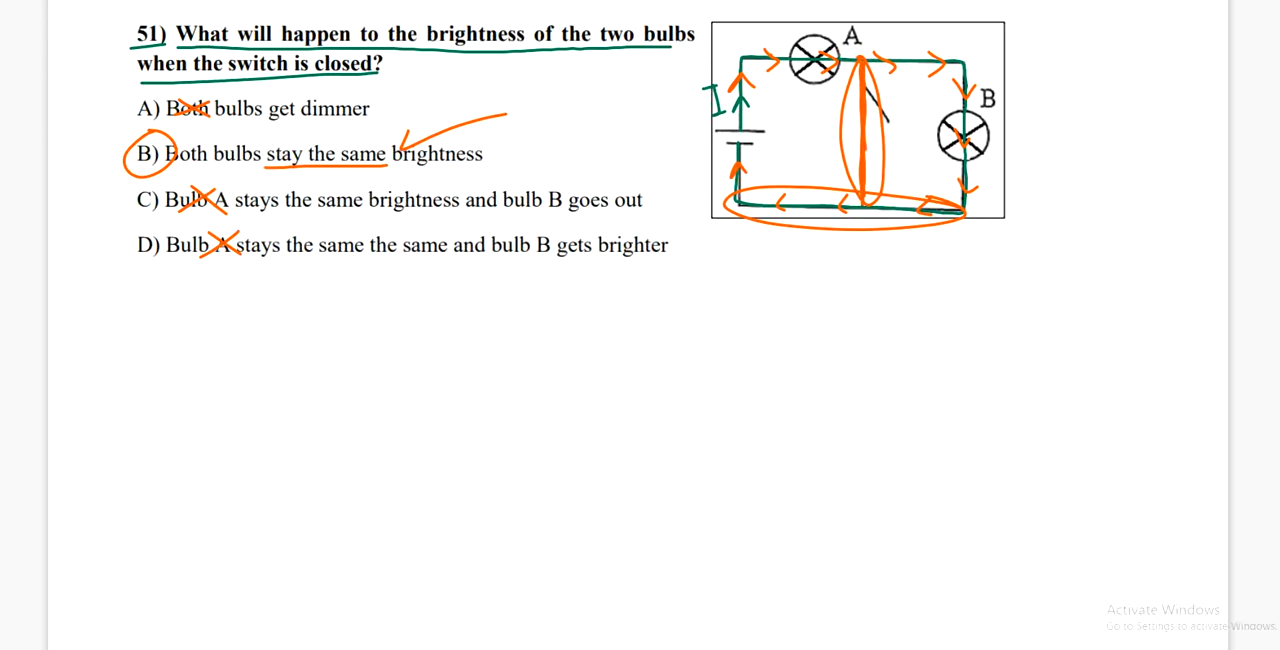 51) What will happen to the brightness of the two bulbs
when the switch is closed?
A) Both bulbs get dimmer
B) Both bulbs stay the same brightness
C) Bulb A stays the same brightness and bulb B goes out
D) Bulb A stays the same the same and bulb B gets brighter
A
B
I
Activate Windows
Go to Settings to activate Windows.